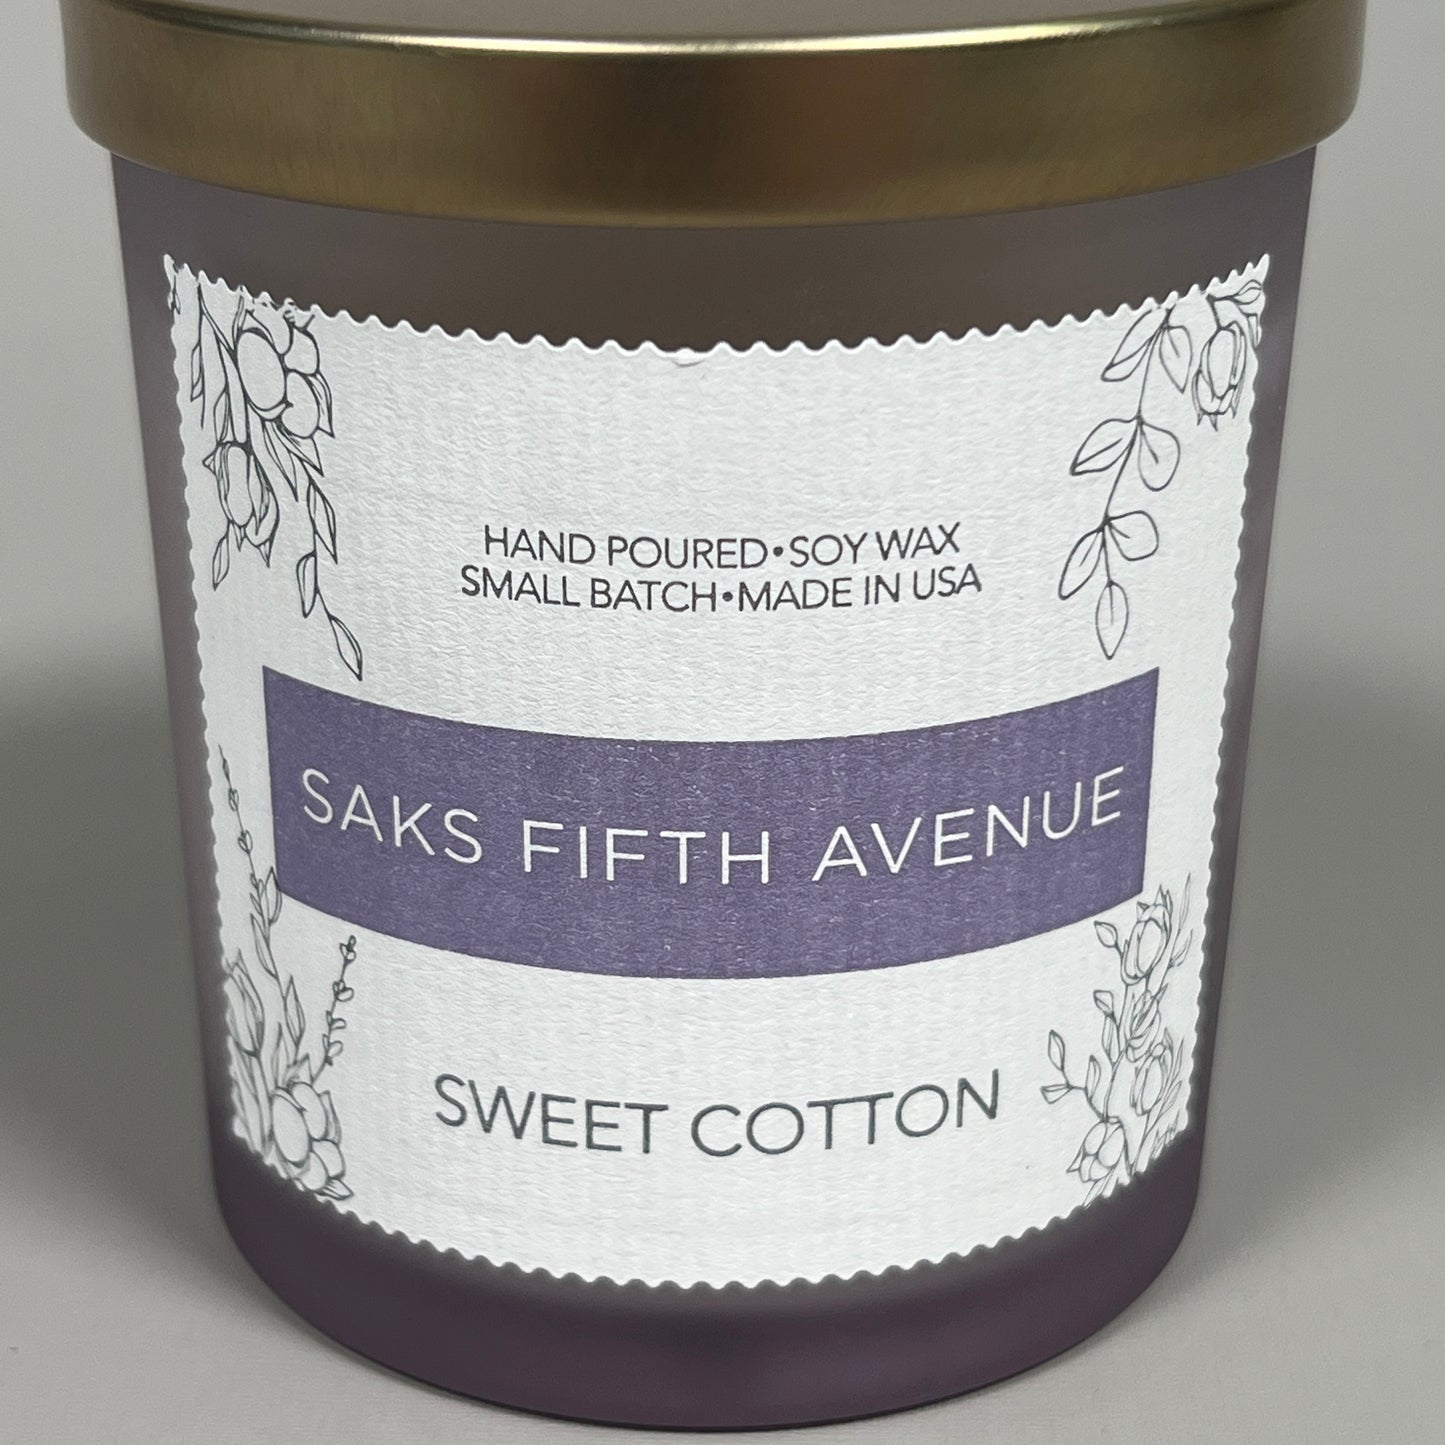 HAND POURED•SOY WAX
SMALL BATCH•MADE IN USA
SAKS FIFTH AVENUE
SWEET COTTON